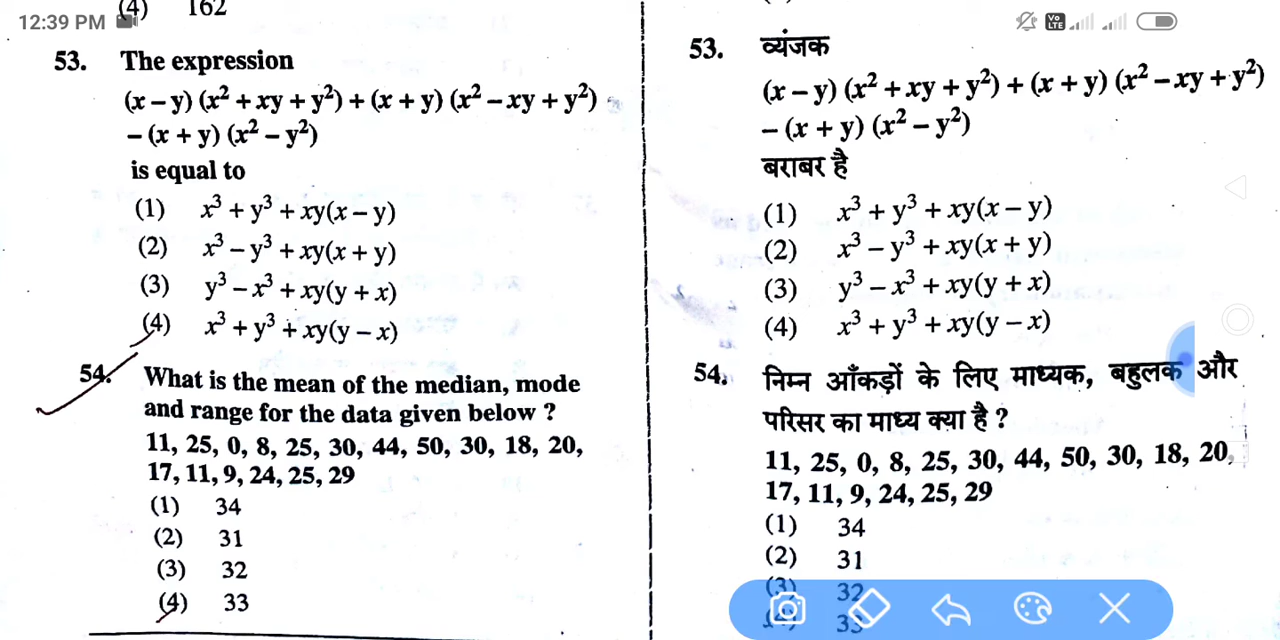 12:39 PM
(4) 162
53. The expression
(x – y) (x² + xy + y²) + (x + y) (x² – xy + y²)
– (x + y) (x² – y²)
is equal to
(1) x³ + y³ + xy(x – y)
(2) x³ – y³ + xy(x + y)
(3) y³ – x³ + xy(y + x)
(4) x³ + y³ + xy(y – x)
54. What is the mean of the median, mode
and range for the data given below ?
11, 25, 0, 8, 25, 30, 44, 50, 30, 18, 20,
17, 11, 9, 24, 25, 29
(1) 34
(2) 31
(3) 32
(4) 33
Vo LTE
53. व्यंजक
(x – y) (x² + xy + y²) + (x + y) (x² – xy + y²)
– (x + y) (x² – y²)
बराबर है
(1) x³ + y³ + xy(x – y)
(2) x³ – y³ + xy(x + y)
(3) y³ – x³ + xy(y + x)
(4) x³ + y³ + xy(y – x)
54. निम्न आँकड़ों के लिए माध्यक, बहुलक और
परिसर का माध्य क्या है ?
11, 25, 0, 8, 25, 30, 44, 50, 30, 18, 20,
17, 11, 9, 24, 25, 29
(1) 34
(2) 31
(3) 32
(4) 33